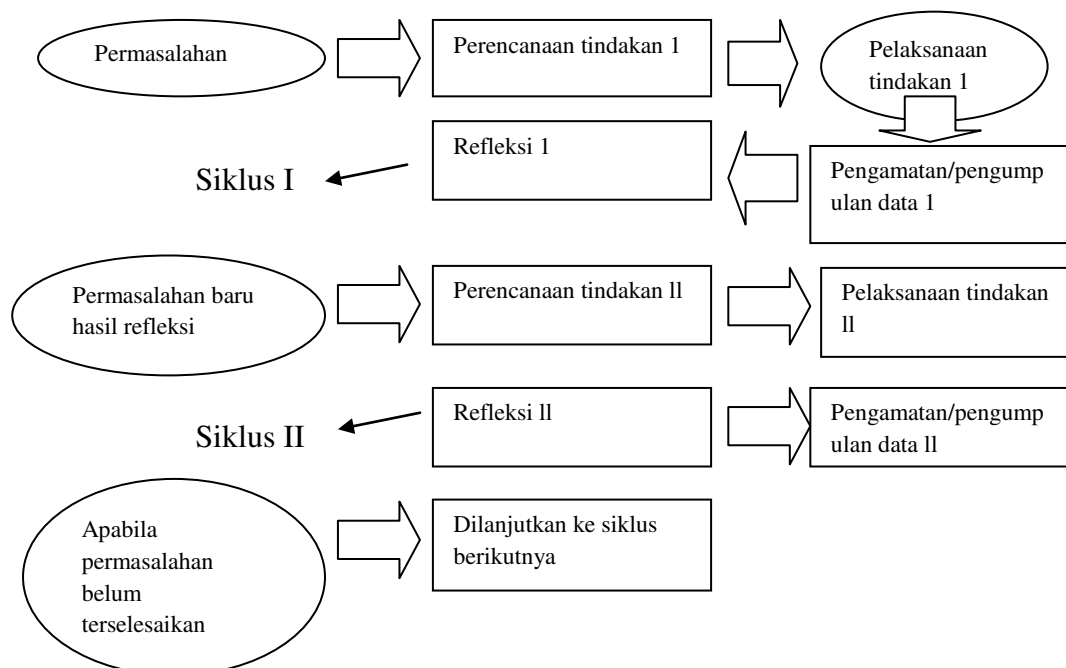 Permasalahan
Perencanaan tindakan 1
Pelaksanaan
tindakan 1
Refleksi 1
Siklus I
Pengamatan/pengump
ulan data 1
Permasalahan baru
hasil refleksi
Perencanaan tindakan ll
Pelaksanaan tindakan
ll
Refleksi ll
Siklus II
Pengamatan/pengump
ulan data ll
Apabila
permasalahan
belum
terselesaikan
Dilanjutkan ke siklus
berikutnya